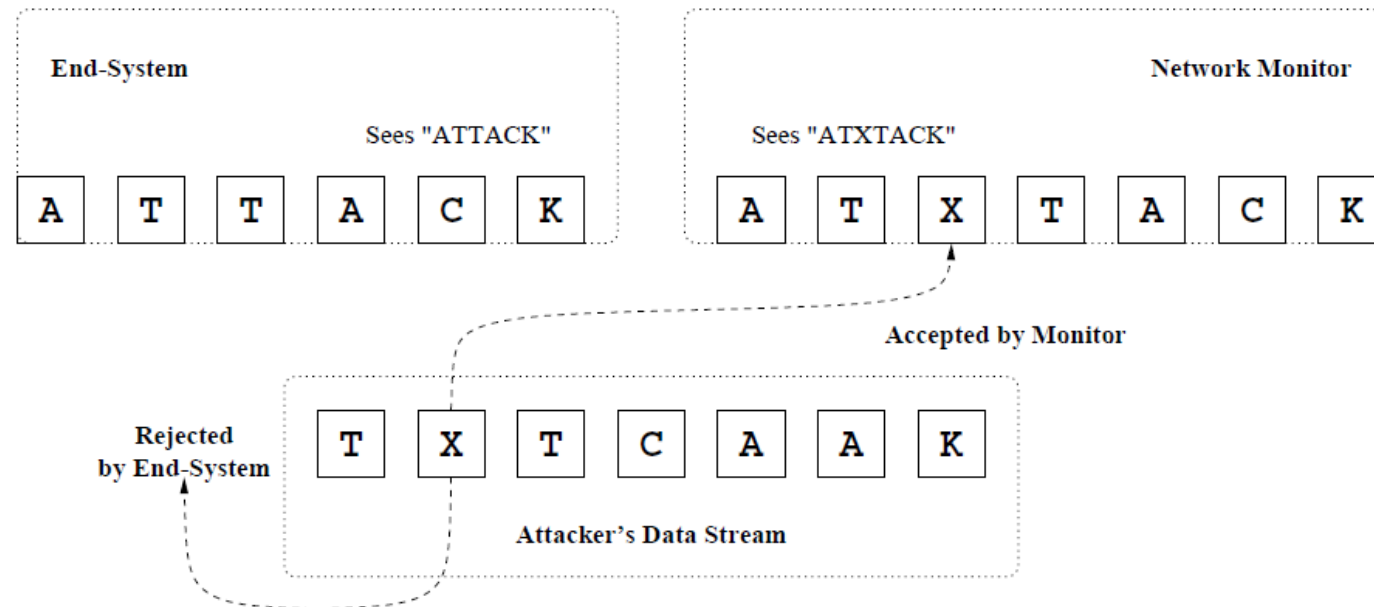 End-System
Network Monitor
Sees "ATTACK"
Sees "ATXTACK"
A T T A C K
A T X T A C K
Accepted by Monitor
Rejected
by End-System
T X T C A A K
Attacker’s Data Stream